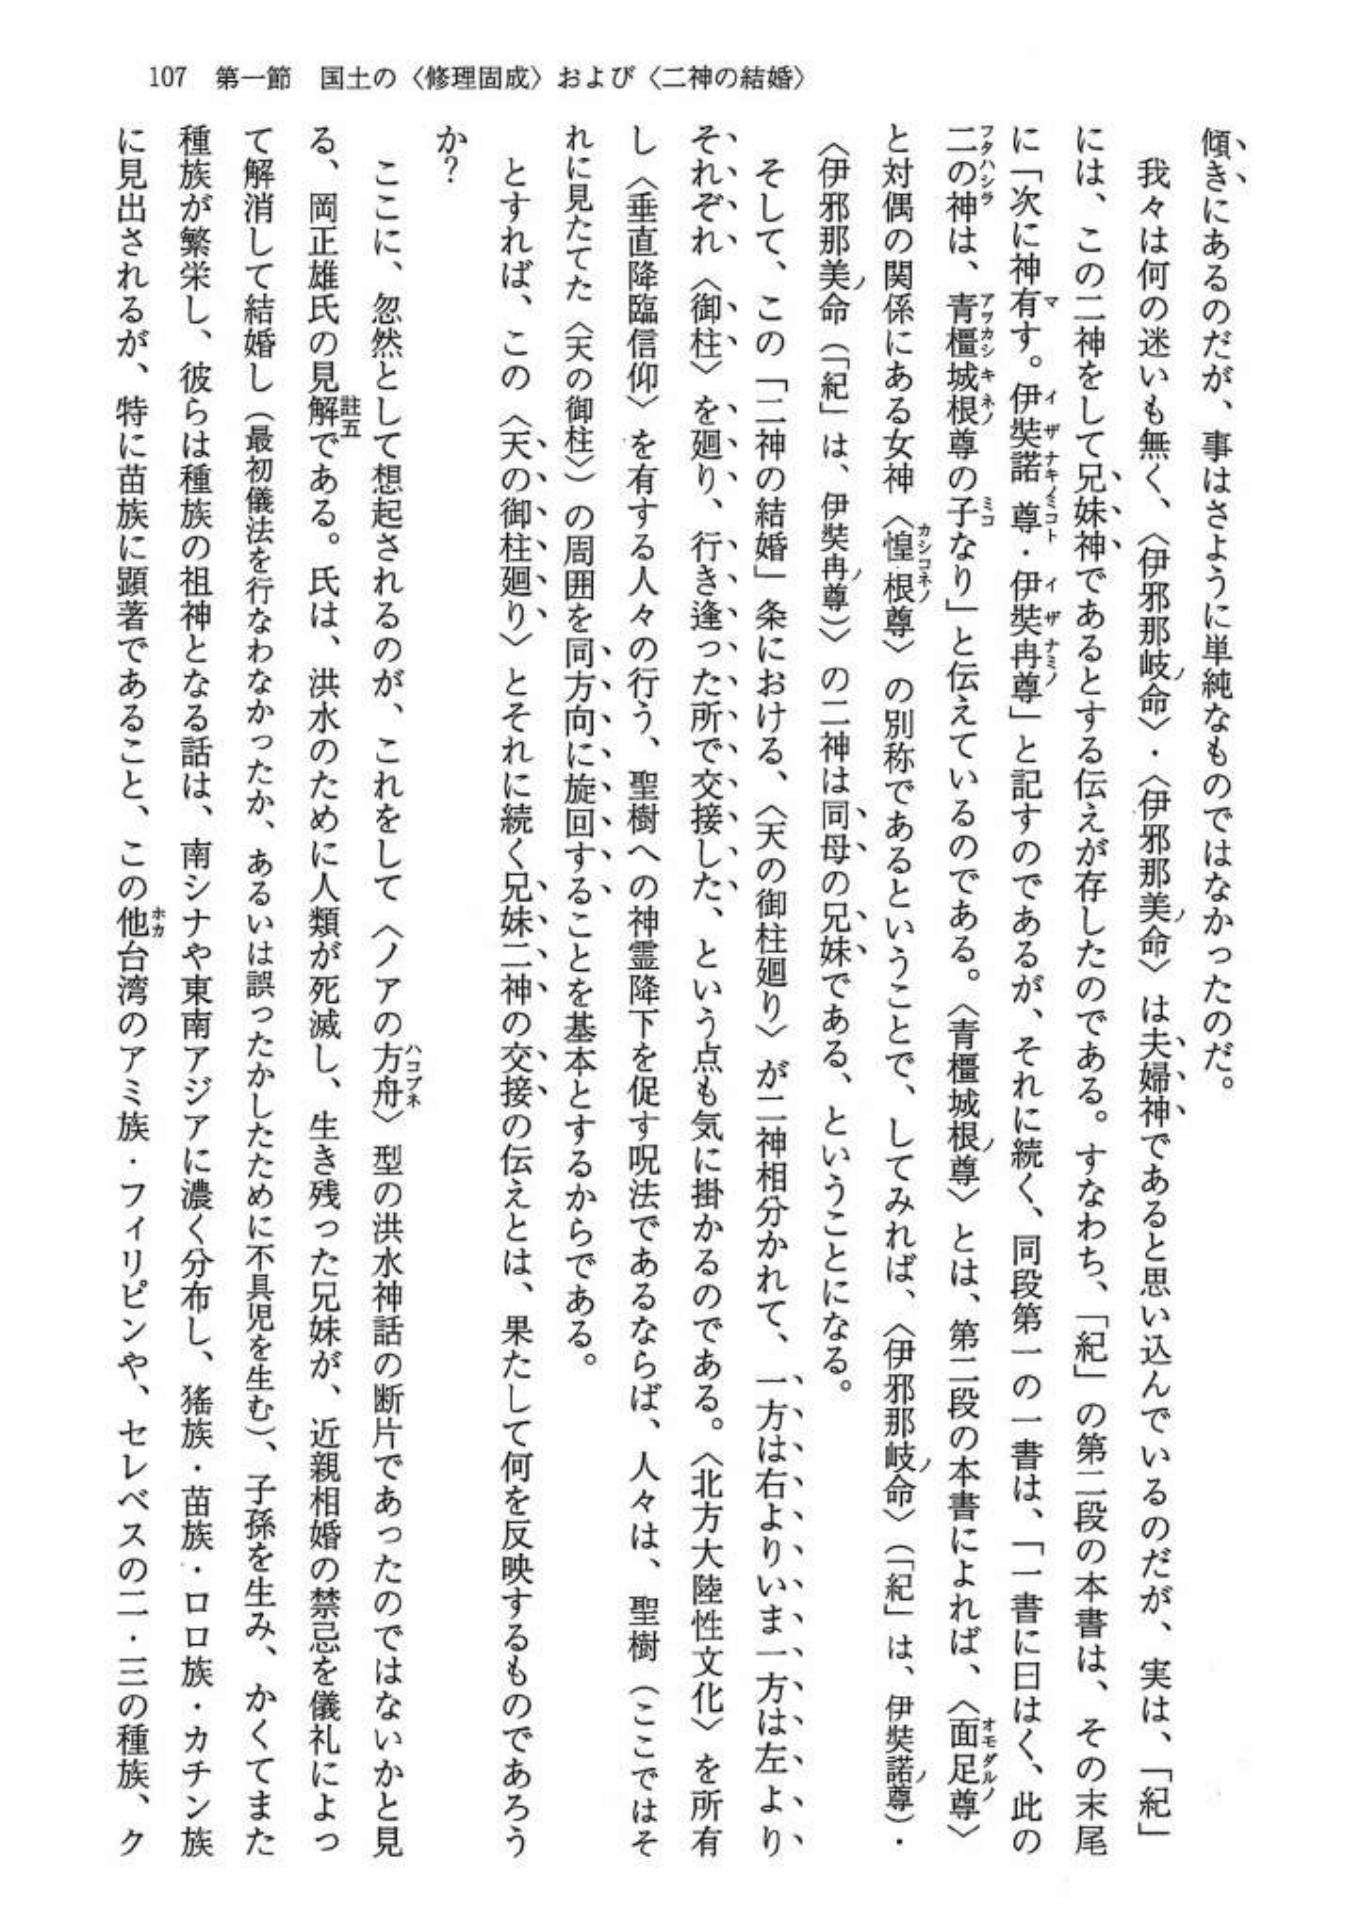 107　第一節　国土の〈修理固成〉および〈二神の結婚〉
傾きにあるのだが、事はさように単純なものではなかったのだ。
　我々は何の迷いも無く、〈伊邪那岐ノ命〉・〈伊邪那美ノ命〉は夫婦神であると思い込んでいるのだが、実は、「紀」
には、この二神をして兄妹神であるとする伝えが存したのである。すなわち、「紀」の第二段の本書は、その末尾
に「次に神有す。伊奘諾尊・伊奘冉尊」と記すのであるが、それに続く、同段第一の一書は、「一書に曰はく、此の
二の神は、青橿城根尊の子なり」と伝えているのである。〈青橿城根ノ尊〉とは、第二段の本書によれば、〈面足尊〉
と対偶の関係にある女神〈惶根尊〉の別称であるということで、してみれば、〈伊邪那岐ノ命〉（「紀」は、伊奘諾ノ尊）・
〈伊邪那美ノ命（「紀」は、伊奘冉ノ尊）〉の二神は同母の兄妹である、ということになる。
　そして、この「二神の結婚」条における、〈天の御柱廻り〉が二神相分かれて、一方は右よりいま一方は左より
それぞれ〈御柱〉を廻り、行き逢った所で交接した、という点も気に掛かるのである。〈北方大陸性文化〉を所有
し〈垂直降臨信仰〉を有する人々の行う、聖樹への神霊降下を促す呪法であるならば、人々は、聖樹（ここではそ
れに見たてた〈天の御柱〉）の周囲を同方向に旋回することを基本とするからである。
　とすれば、この〈天の御柱廻り〉とそれに続く兄妹二神の交接の伝えとは、果たして何を反映するものであろう
か？
　ここに、忽然として想起されるのが、これをして〈ノアの方舟〉型の洪水神話の断片であったのではないかと見
る、岡正雄氏の見解註五である。氏は、洪水のために人類が死滅し、生き残った兄妹が、近親相婚の禁忌を儀礼によっ
て解消して結婚し（最初儀法を行なわなかったか、あるいは誤ったかしたために不具児を生む）、子孫を生み、かくてまた
種族が繁栄し、彼らは種族の祖神となる話は、南シナや東南アジアに濃く分布し、猺族・苗族・ロロ族・カチン族
に見出されるが、特に苗族に顕著であること、この他台湾のアミ族・フィリピンや、セレベスの二・三の種族、ク